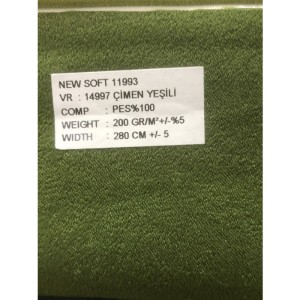 NEW SOFT 11993
VR : 14997 ÇİMEN YEŞİLİ
COMP : PES%100
WEIGHT : 200 GR/M²+/-%5
WIDTH : 280 CM +/- 5